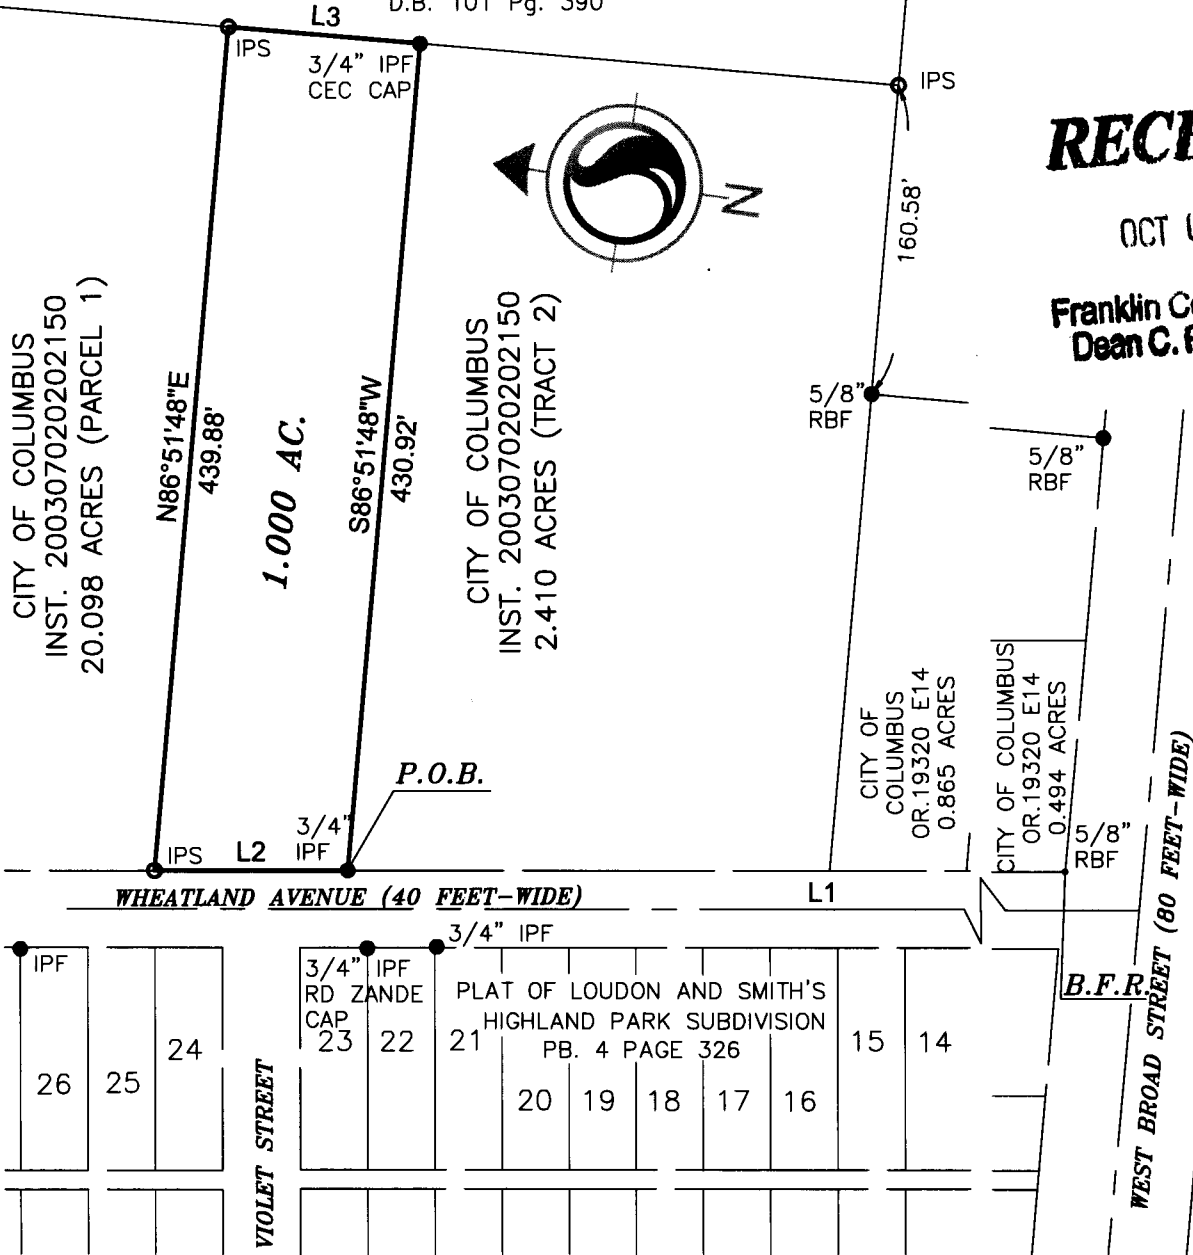 D.B. 101 Pg. 390
L3
IPS
3/4" IPF
CEC CAP
IPS
N
160.58'
OCT
Franklin
Dean C.
CITY OF COLUMBUS
INST. 200307020202150
20.098 ACRES (PARCEL 1)
N86°51'48"E
439.88'
1.000 AC.
S86°51'48"W
430.92'
CITY OF COLUMBUS
INST. 200307020202150
2.410 ACRES (TRACT 2)
5/8"
RBF
5/8"
RBF
CITY OF
COLUMBUS
OR.19320 E14
0.865 ACRES
CITY OF COLUMBUS
OR.19320 E14
0.494 ACRES
5/8"
RBF
P.O.B.
3/4"
IPF
IPS
L2
WHEATLAND AVENUE (40 FEET-WIDE)
L1
WEST BROAD STREET (80 FEET-WIDE)
B.F.R.
3/4" IPF
IPF
3/4" IPF
RD ZANDE
CAP
PLAT OF LOUDON AND SMITH'S
HIGHLAND PARK SUBDIVISION
PB. 4 PAGE 326
26
25
24
23
22
21
20
19
18
17
16
15
14
VIOLET STREET